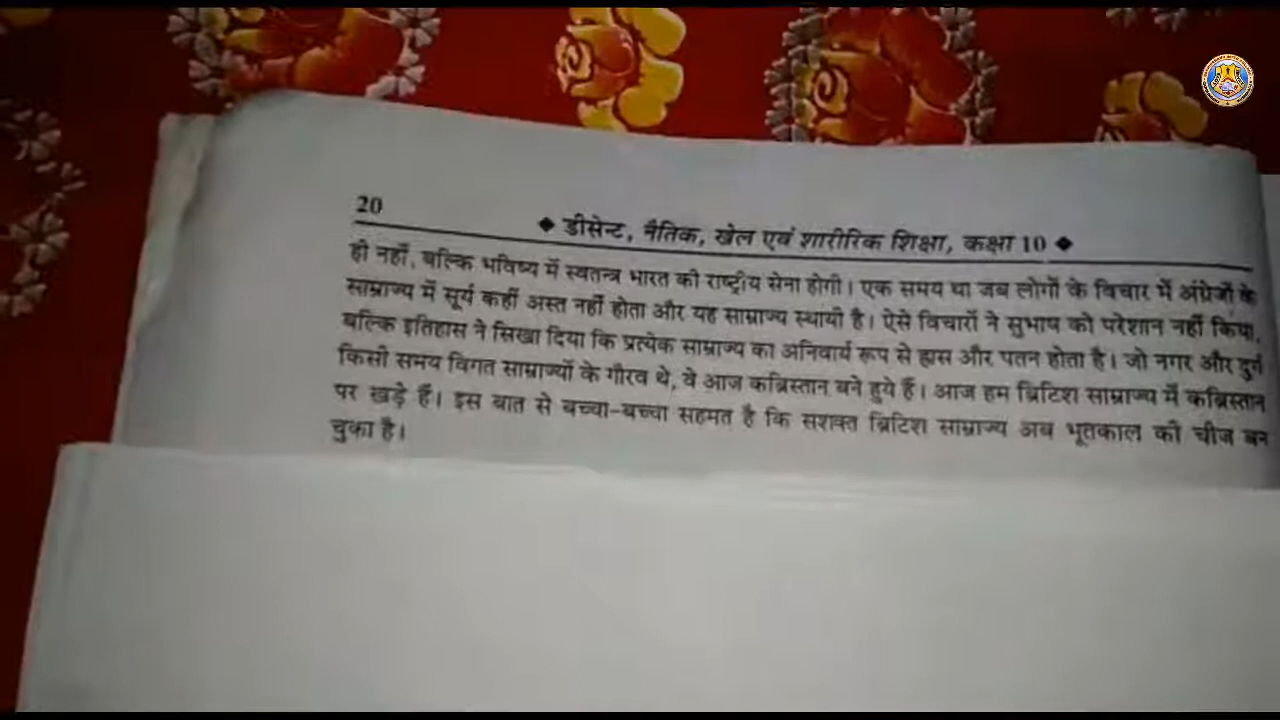 20
◆ डीसेन्ट, नैतिक, खेल एवं शारीरिक शिक्षा, कक्षा 10 ◆
ही नहीं, बल्कि भविष्य में स्वतन्त्र भारत की राष्ट्रीय सेना होगी। एक समय था जब लोगों के विचार में अंग्रेजों के
साम्राज्य में सूर्य कहीं अस्त नहीं होता और यह साम्राज्य स्थायी है। ऐसे विचारों ने सुभाष को परेशान नहीं किया,
बल्कि इतिहास ने सिखा दिया कि प्रत्येक साम्राज्य का अनिवार्य रूप से ह्रास और पतन होता है। जो नगर और दुर्ग
किसी समय विगत साम्राज्यों के गौरव थे, वे आज कब्रिस्तान बने हुये हैं। आज हम ब्रिटिश साम्राज्य में कब्रिस्तान
पर खड़े हैं। इस बात से बच्चा-बच्चा सहमत है कि सशक्त ब्रिटिश साम्राज्य अब भूतकाल की चीज बन
चुका है।